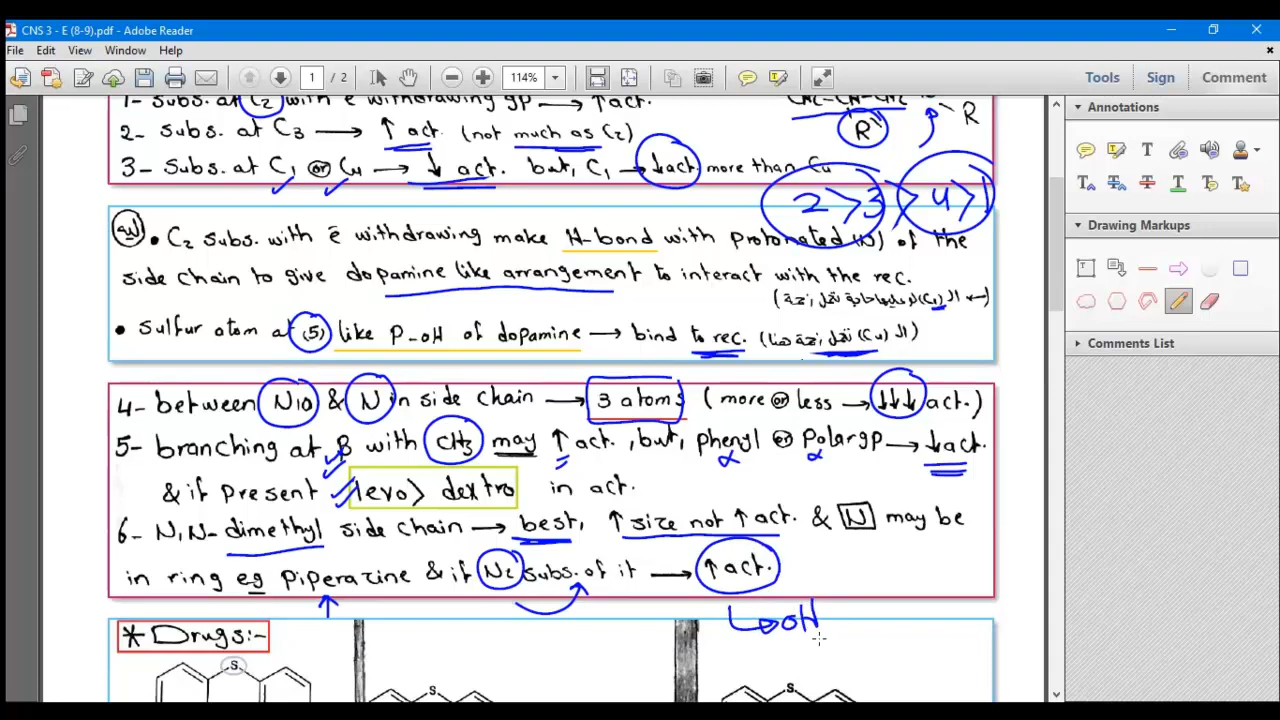 CNS 3 - E (8-9).pdf - Adobe Reader
File Edit View Window Help
1 / 2 114% Tools Sign Comment
1- subs. at C2 with ē withdrawing gp → ↑ act.
2- subs. at C3 → ↑ act. (not much as C2)
3- subs. at C1 or C4 → ↓ act. but, C1 → ↓ act. more than C4
R
R
2 > 3 > 4 > 1
• C2 subs. with ē withdrawing make H-bond with protonated (N) of the
side chain to give dopamine like arrangement to interact with the rec.
• Sulfur atom at (5) like P-OH of dopamine → bind to rec.
4- between N10 & N in side chain → 3 atoms (more or less → ↓↓↓ act.)
5- branching at β with CH3 may ↑ act., but, phenyl or Polar gp → ↓ act.
α α
& if present levo > dextro in act.
6- N,N- dimethyl side chain → best, ↑ size not ↑ act. & N may be
in ring eg piperazine & if N2 subs. of it → ↑ act.
→ OH
* Drugs:-
S
S
S
Annotations
Drawing Markups
Comments List